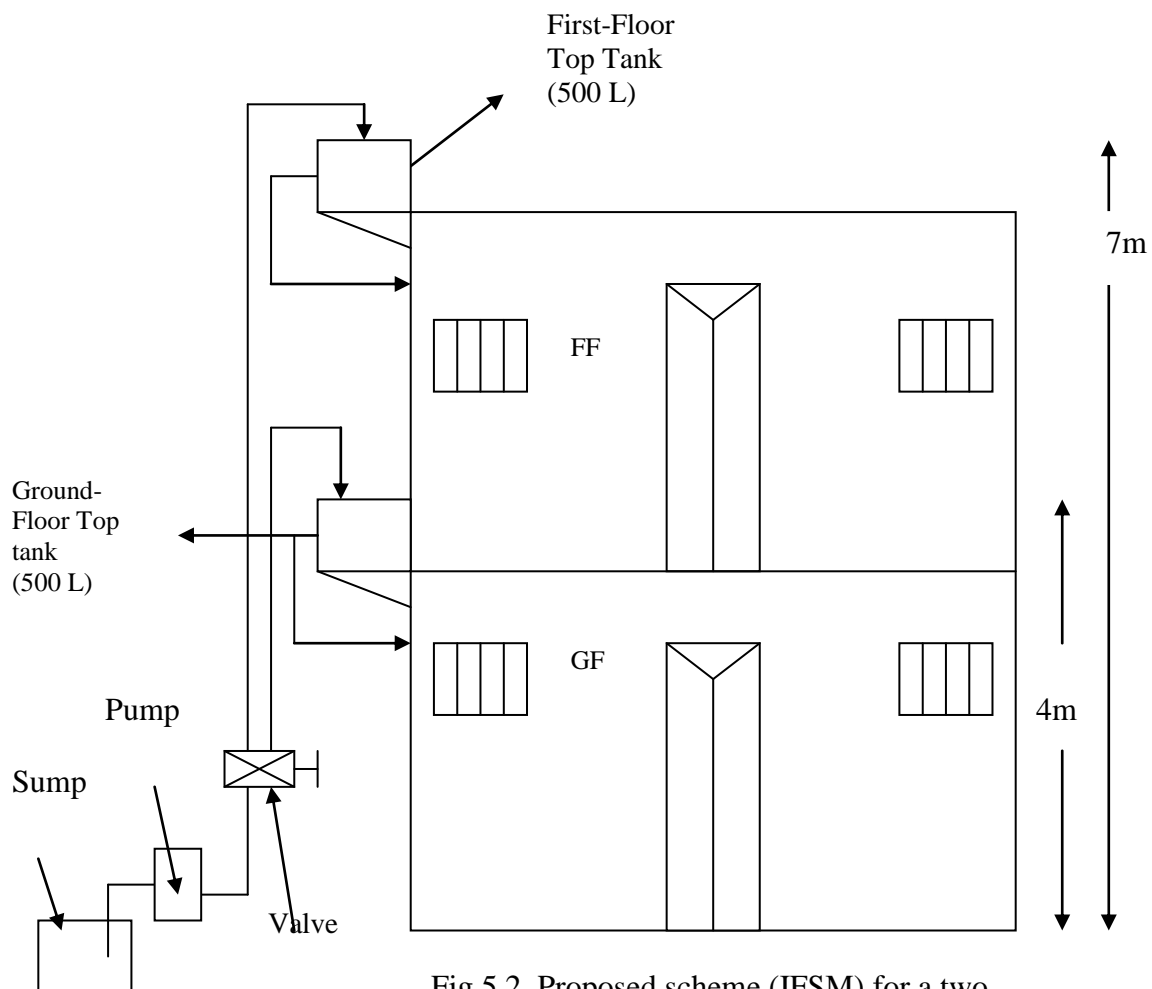 First-Floor
Top Tank
(500 L)
7m
FF
Ground-
Floor Top
tank
(500 L)
GF
Pump
4m
Sump
Valve
Fig 5.2 Proposed scheme (IFSM) for a two